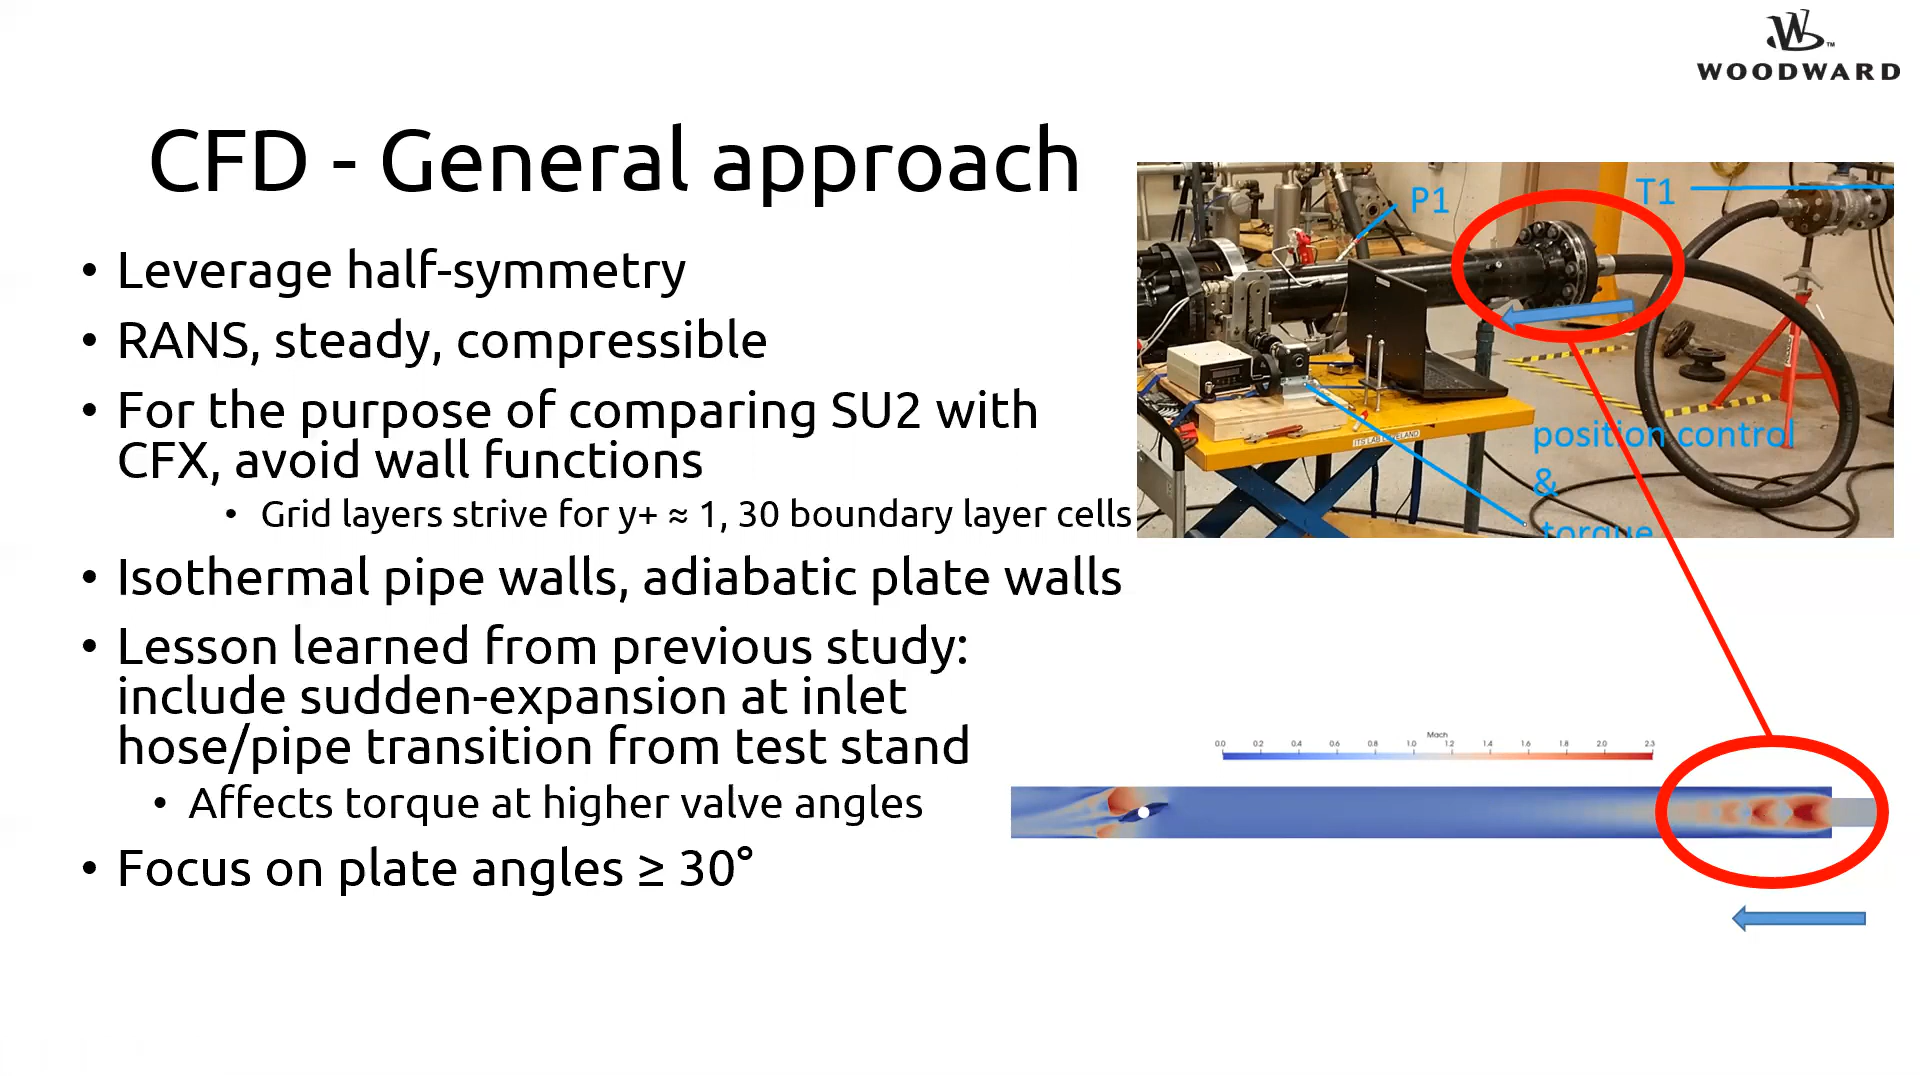 WOODWARD
CFD - General approach
• Leverage half-symmetry
• RANS, steady, compressible
• For the purpose of comparing SU2 with
CFX, avoid wall functions
• Grid layers strive for y+ ≈ 1, 30 boundary layer cells
• Isothermal pipe walls, adiabatic plate walls
• Lesson learned from previous study:
include sudden-expansion at inlet
hose/pipe transition from test stand
• Affects torque at higher valve angles
• Focus on plate angles ≥ 30°
P1
T1
ITS LAB LOVELAND
position control
&
torque
Mach
0.0 0.2 0.4 0.6 0.8 1.0 1.2 1.4 1.6 1.8 2.0 2.3